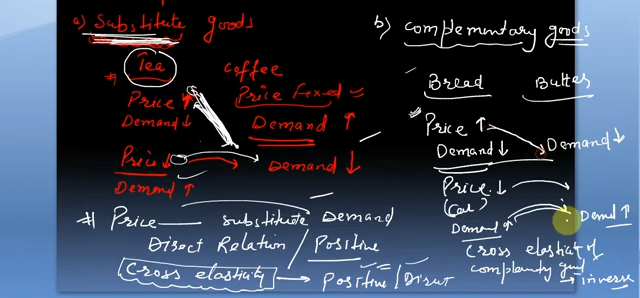 a) Substitute goods
Tea
# Price ↑
Demand ↓
Price ↓
Demand ↑
Coffee
Price fixed
Demand ↑
Demand ↓
# Price — substitute Demand
Direct Relation Positive
Cross elasticity → Positive / Direct
b) Complementary goods
Bread Butter
Price ↑
Demand ↓
Demand ↓
Price ↓
Demand ↑
Demand ↑
Cross elasticity of
complementary good
→ inverse